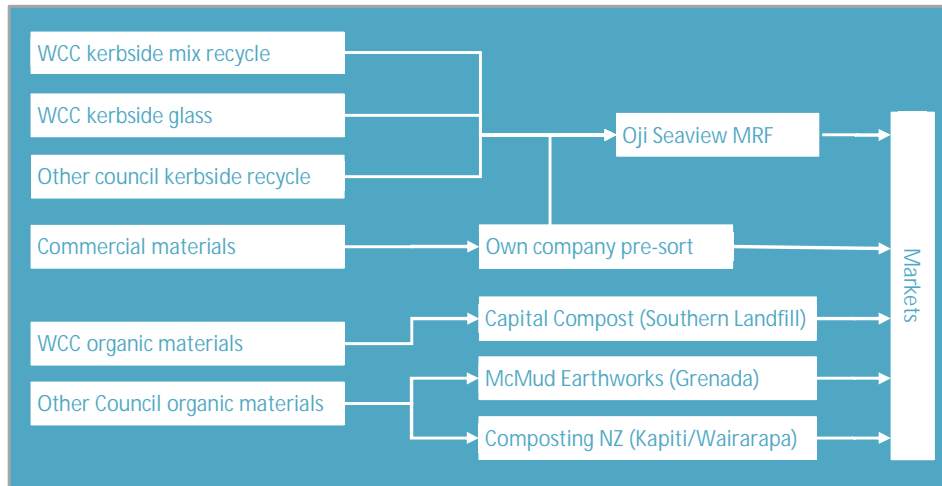 WCC kerbside mix recycle
WCC kerbside glass
Other council kerbside recycle
Commercial materials
WCC organic materials
Other Council organic materials
Oji Seaview MRF
Own company pre-sort
Capital Compost (Southern Landfill)
McMud Earthworks (Grenada)
Composting NZ (Kapiti/Wairarapa)
Markets